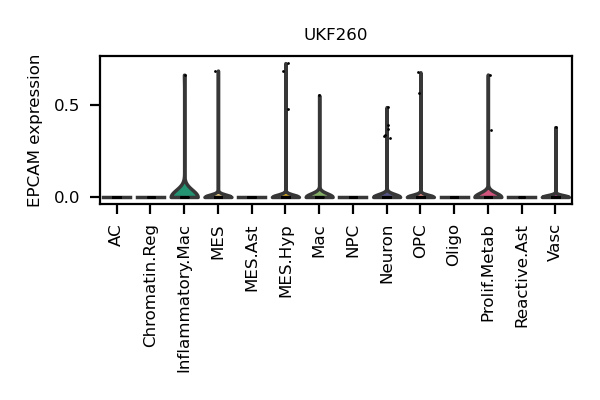 UKF260
EPCAM expression
0.5
0.0
AC
Chromatin.Reg
Inflammatory.Mac
MES
MES.Ast
MES.Hyp
Mac
NPC
Neuron
OPC
Oligo
Prolif.Metab
Reactive.Ast
Vasc